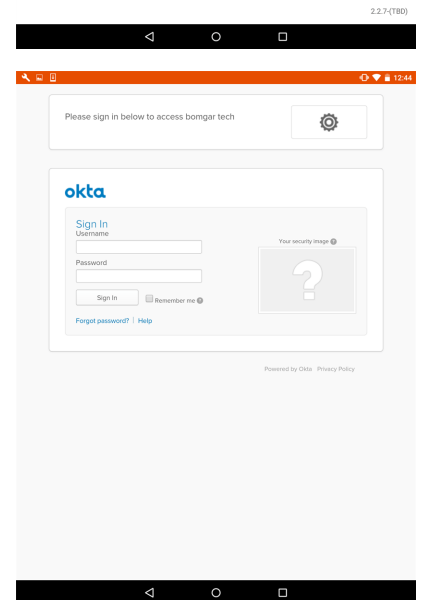 2.2.7-(TBD)
12:44
Please sign in below to access bomgar tech
okta
Sign In
Username
Your security image
Password
Sign In
Remember me
Forgot password? | Help
Powered by Okta Privacy Policy